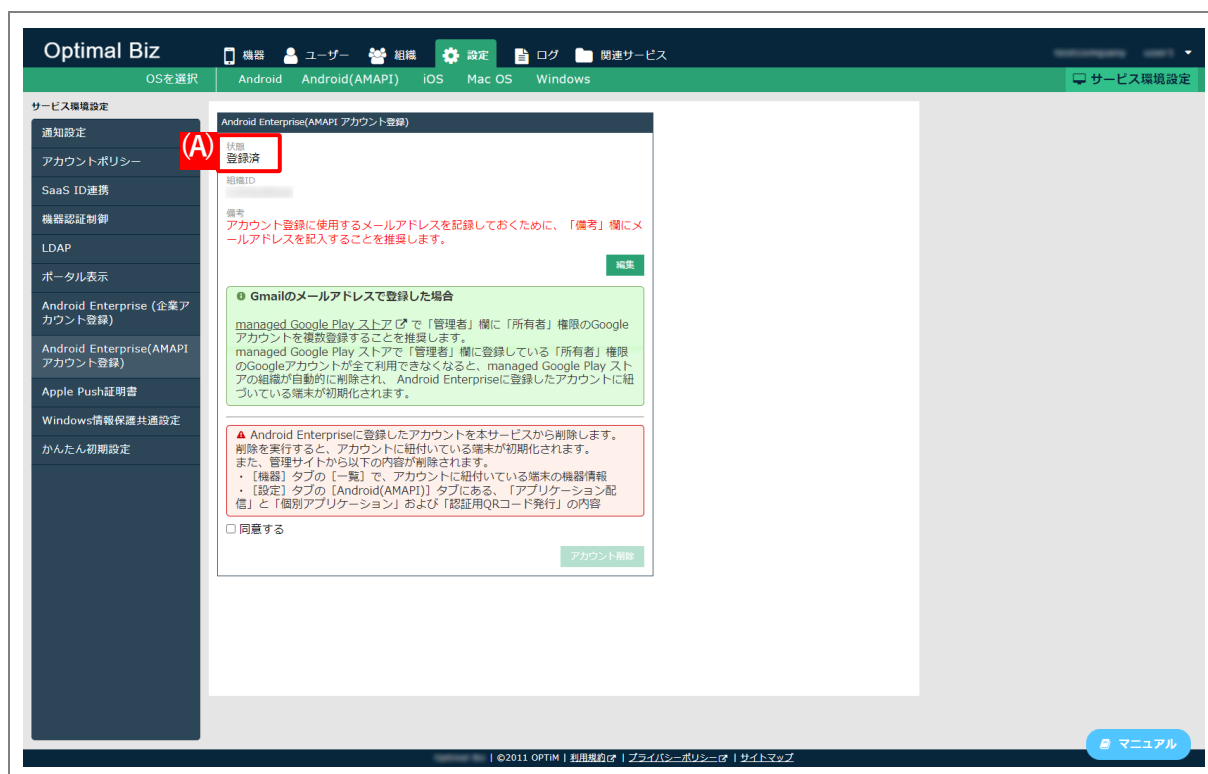 Optimal Biz
機器 ユーザー 組織 設定 ログ 関連サービス
OSを選択 Android Android(AMAPI) iOS Mac OS Windows サービス環境設定
サービス環境設定
通知設定
アカウントポリシー
SaaS ID連携
機器認証制御
LDAP
ポータル表示
Android Enterprise (企業ア
カウント登録)
Android Enterprise(AMAPI
アカウント登録)
Apple Push証明書
Windows情報保護共通設定
かんたん初期設定
Android Enterprise(AMAPI アカウント登録)
(A)
状態
登録済
組織ID
備考
アカウント登録に使用するメールアドレスを記録しておくために、「備考」欄にメ
ールアドレスを記入することを推奨します。
編集
Gmailのメールアドレスで登録した場合
managed Google Play ストア で「管理者」欄に「所有者」権限のGoogle
アカウントを複数登録することを推奨します。
managed Google Play ストアで「管理者」欄に登録している「所有者」権限
のGoogleアカウントが全て利用できなくなると、managed Google Play スト
アの組織が自動的に削除され、 Android Enterpriseに登録したアカウントに紐
づいている端末が初期化されます。
Android Enterpriseに登録したアカウントを本サービスから削除します。
削除を実行すると、アカウントに紐付いている端末が初期化されます。
また、管理サイトから以下の内容が削除されます。
・［機器］タブの［一覧］で、アカウントに紐付いている端末の機器情報
・［設定］タブの［Android(AMAPI)］タブにある、「アプリケーション配
信」と「個別アプリケーション」および「認証用QRコード発行」の内容
同意する
アカウント削除
マニュアル
| ©2011 OPTiM | 利用規約 | プライバシーポリシー | サイトマップ